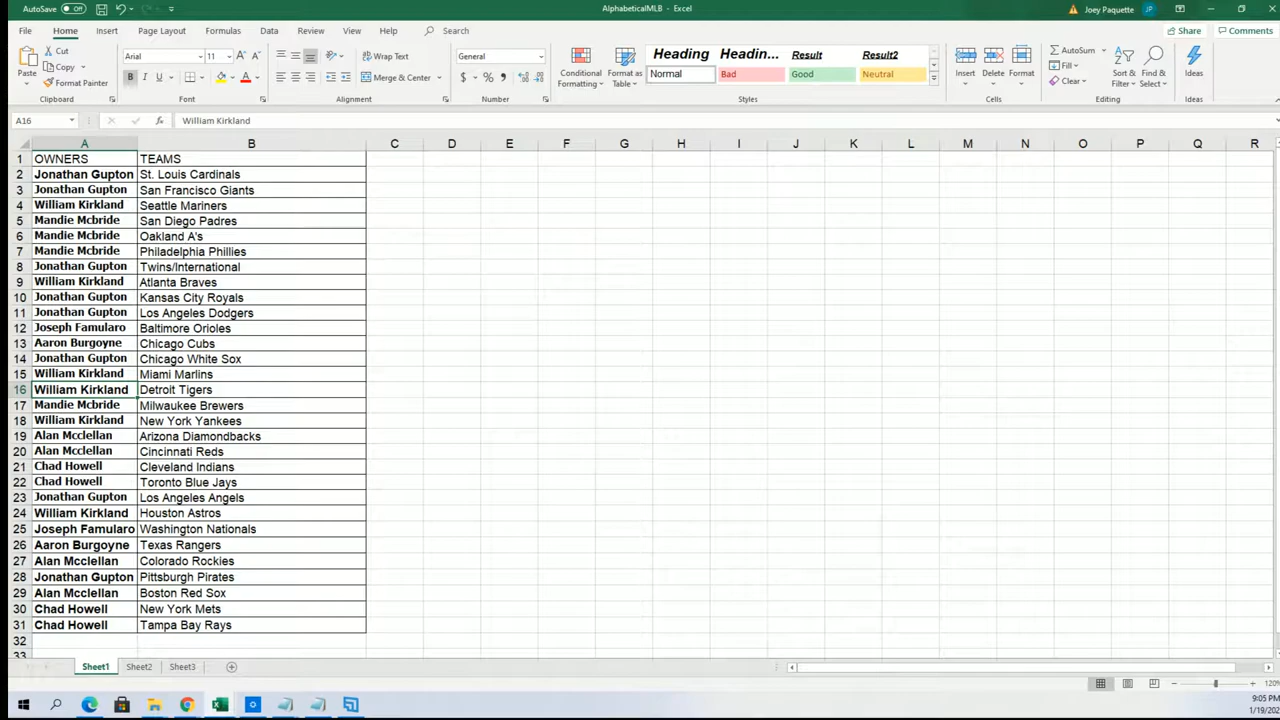 AutoSave Off AlphabeticalMLB - Excel Joey Paquette JP
File Home Insert Page Layout Formulas Data Review View Help Search Share Comments
Cut Arial 11 Wrap Text General Heading Headin... Result Result2 AutoSum
Paste Copy Fill
Format Painter B I U A Merge & Center $ % Conditional Formatting Format as Table Normal Bad Good Neutral Insert Delete Format Clear Sort & Filter Find & Select Ideas
Clipboard Font Alignment Number Styles Cells Editing Ideas
A16 fx William Kirkland
A B C D E F G H I J K L M N O P Q R
1 OWNERS TEAMS
2 Jonathan Gupton St. Louis Cardinals
3 Jonathan Gupton San Francisco Giants
4 William Kirkland Seattle Mariners
5 Mandie Mcbride San Diego Padres
6 Mandie Mcbride Oakland A's
7 Mandie Mcbride Philadelphia Phillies
8 Jonathan Gupton Twins/International
9 William Kirkland Atlanta Braves
10 Jonathan Gupton Kansas City Royals
11 Jonathan Gupton Los Angeles Dodgers
12 Joseph Famularo Baltimore Orioles
13 Aaron Burgoyne Chicago Cubs
14 Jonathan Gupton Chicago White Sox
15 William Kirkland Miami Marlins
16 William Kirkland Detroit Tigers
17 Mandie Mcbride Milwaukee Brewers
18 William Kirkland New York Yankees
19 Alan Mcclellan Arizona Diamondbacks
20 Alan Mcclellan Cincinnati Reds
21 Chad Howell Cleveland Indians
22 Chad Howell Toronto Blue Jays
23 Jonathan Gupton Los Angeles Angels
24 William Kirkland Houston Astros
25 Joseph Famularo Washington Nationals
26 Aaron Burgoyne Texas Rangers
27 Alan Mcclellan Colorado Rockies
28 Jonathan Gupton Pittsburgh Pirates
29 Alan Mcclellan Boston Red Sox
30 Chad Howell New York Mets
31 Chad Howell Tampa Bay Rays
32
33
Sheet1 Sheet2 Sheet3
120%
9:05 PM
1/19/202